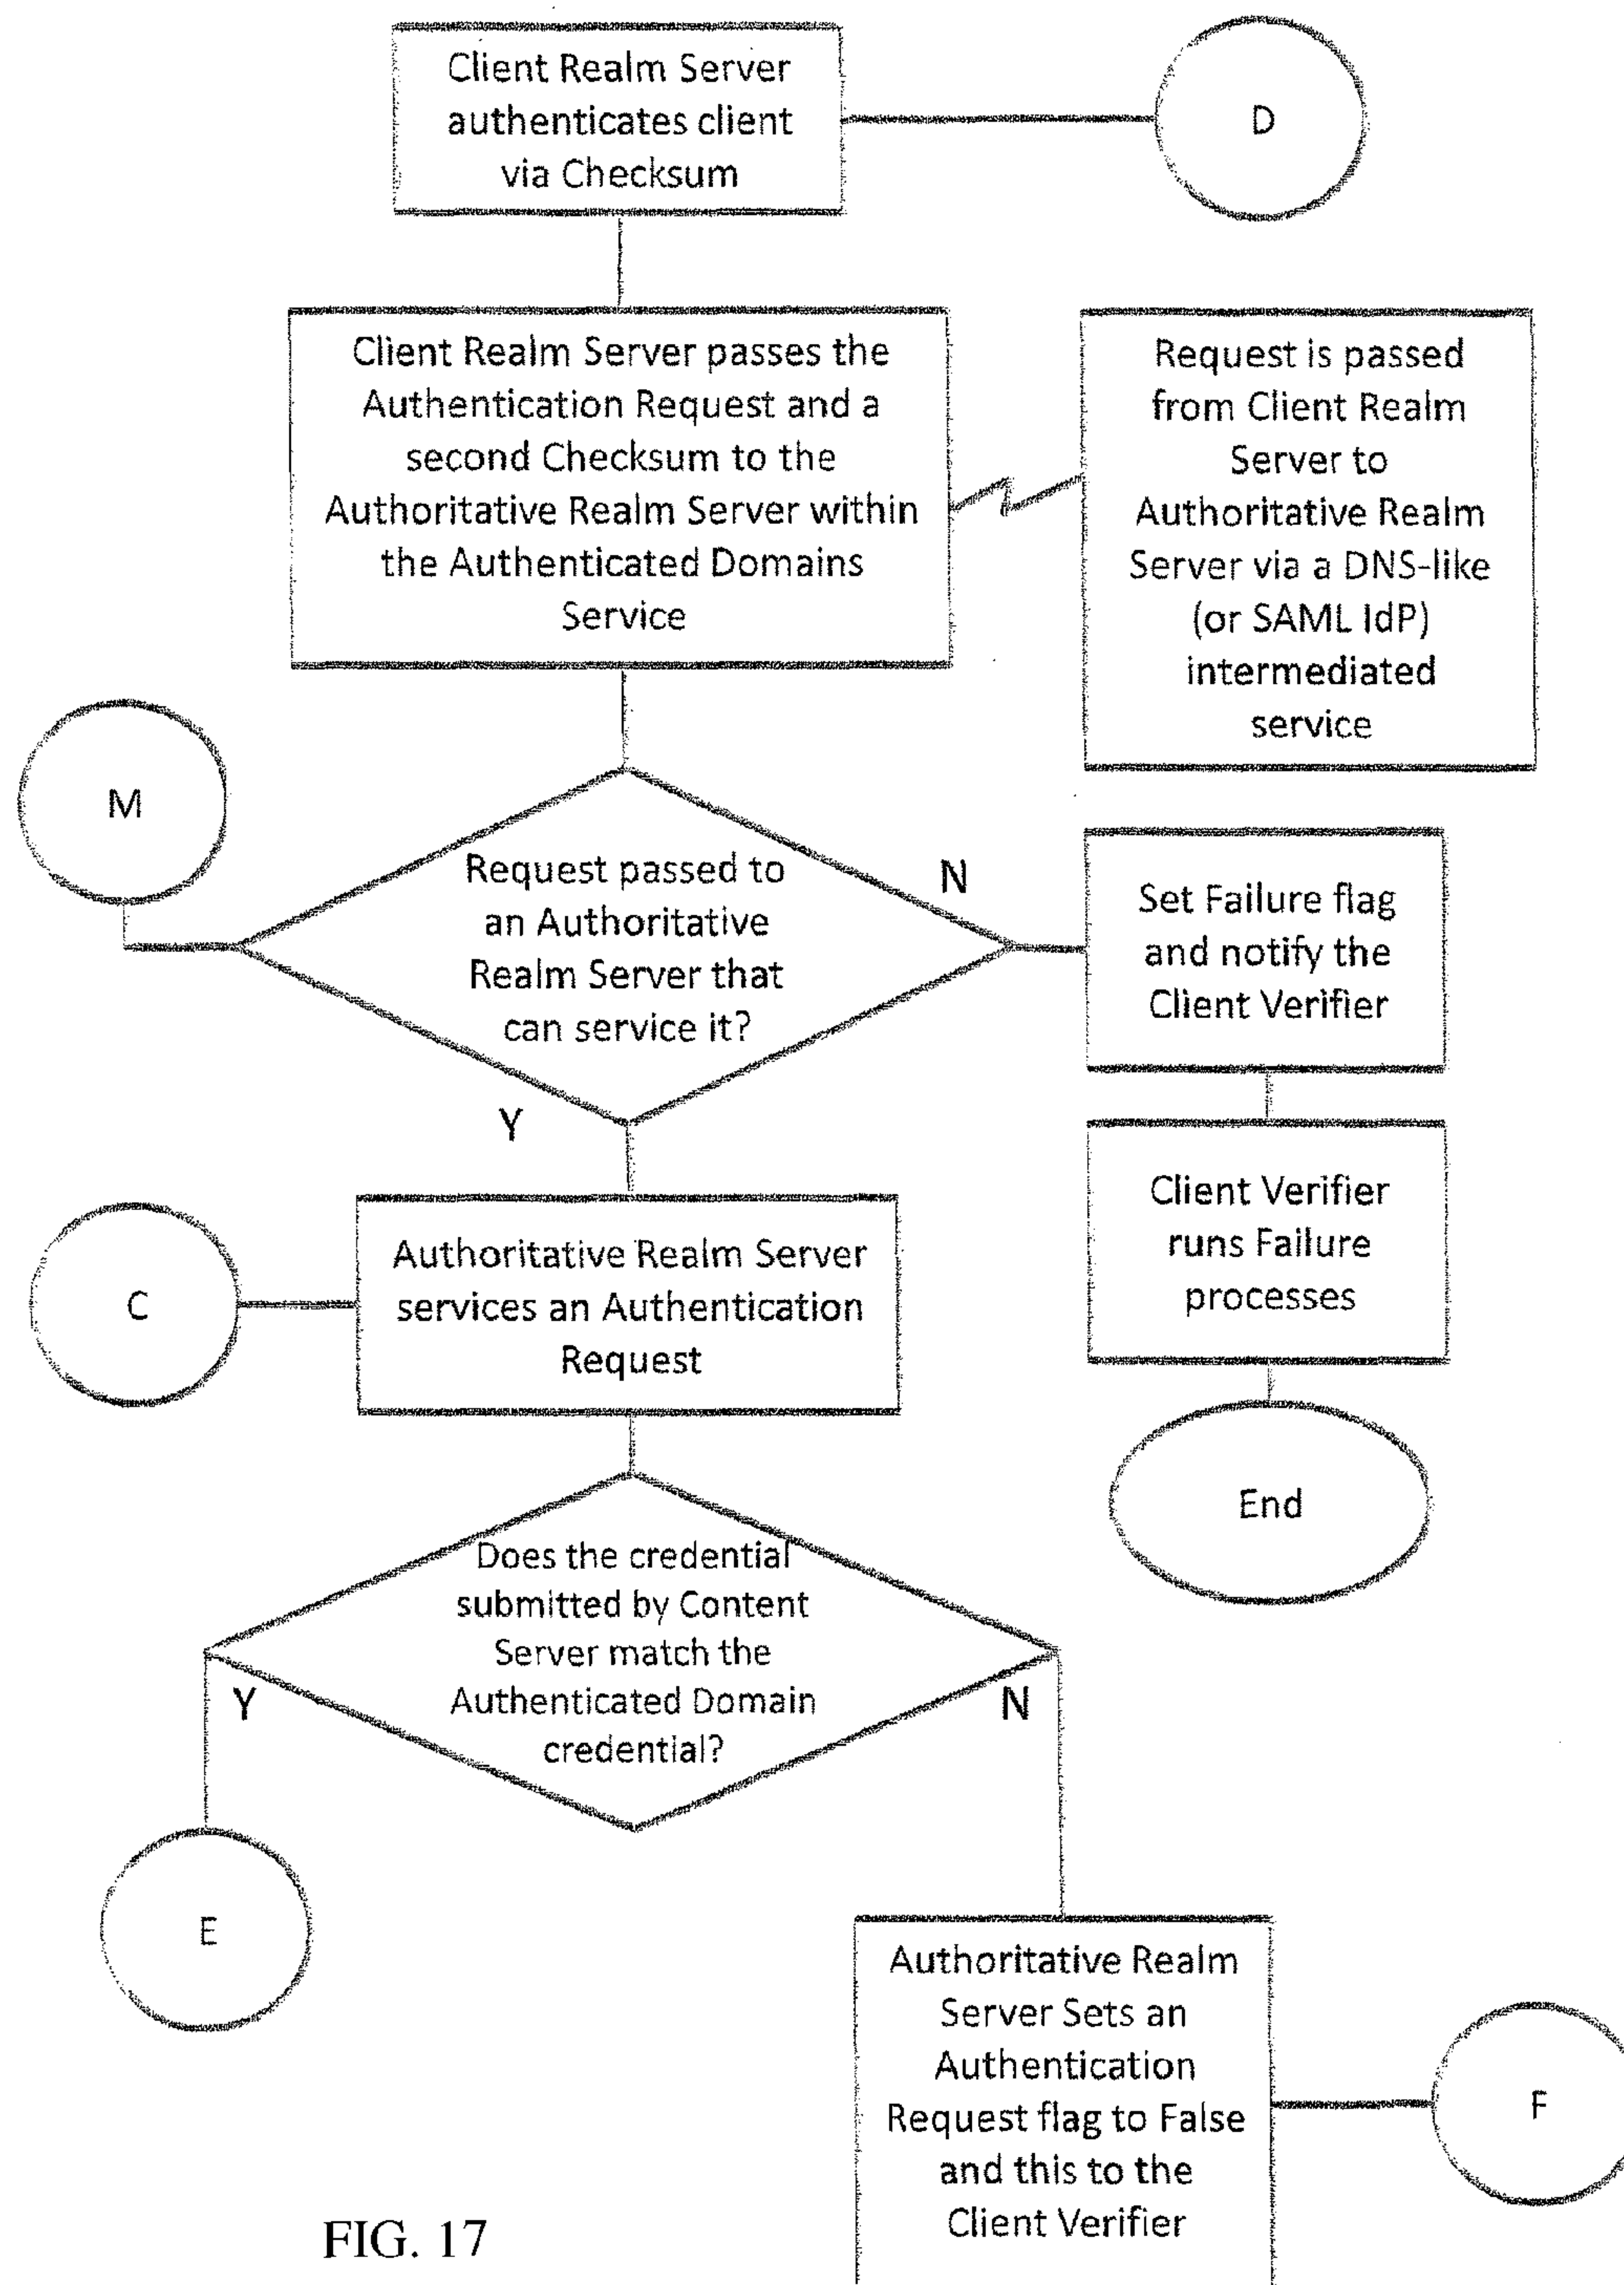 Client Realm Server
authenticates client
via Checksum
D
Client Realm Server passes the
Authentication Request and a
second Checksum to the
Authoritative Realm Server within
the Authenticated Domains
Service
Request is passed
from Client Realm
Server to
Authoritative Realm
Server via a DNS-like
(or SAML IdP)
intermediated
service
M
Request passed to
an Authoritative
Realm Server that
can service it?
N
Y
Set Failure flag
and notify the
Client Verifier
Client Verifier
runs Failure
processes
End
C
Authoritative Realm Server
services an Authentication
Request
Does the credential
submitted by Content
Server match the
Authenticated Domain
credential?
Y
N
E
Authoritative Realm
Server Sets an
Authentication
Request flag to False
and this to the
Client Verifier
F
FIG. 17